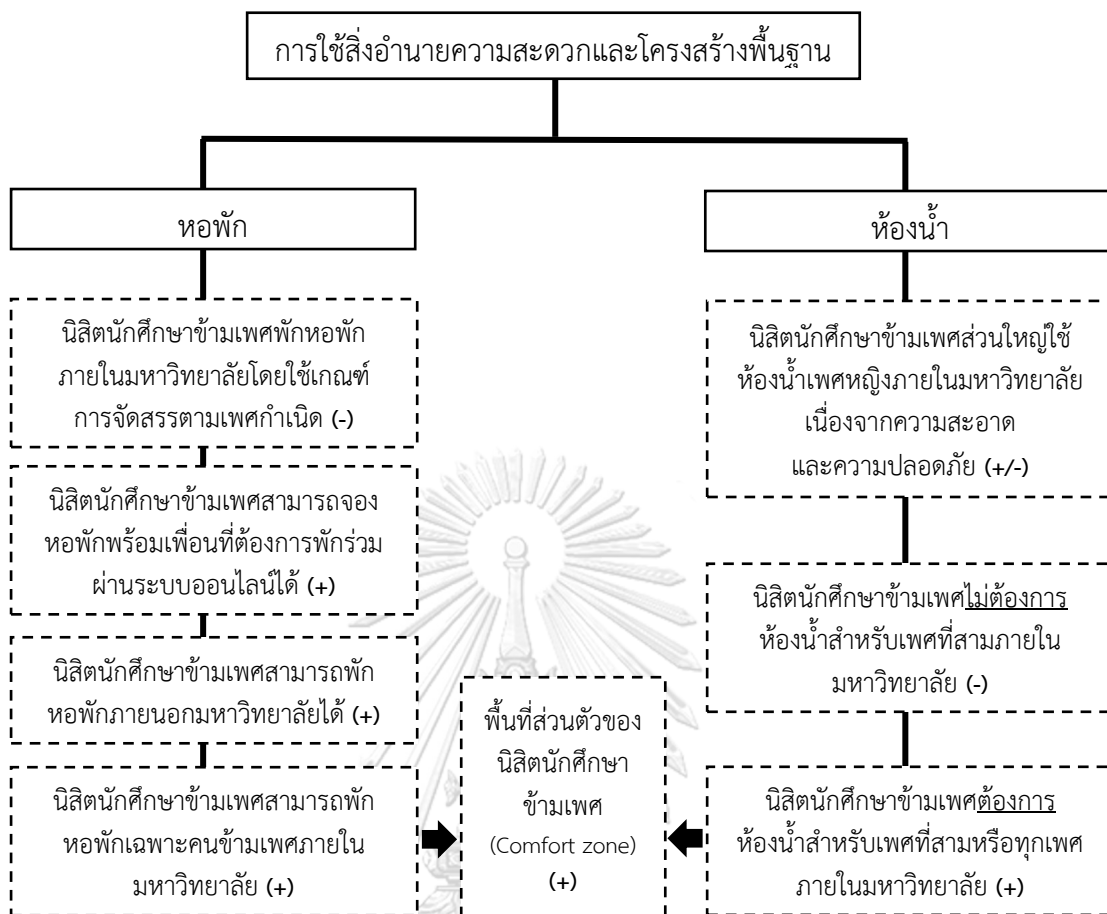 การใช้สิ่งอำนายความสะดวกและโครงสร้างพื้นฐาน
หอพัก
นิสิตนักศึกษาข้ามเพศพักหอพัก
ภายในมหาวิทยาลัยโดยใช้เกณฑ์
การจัดสรรตามเพศกำเนิด (-)
นิสิตนักศึกษาข้ามเพศสามารถจอง
หอพักพร้อมเพื่อนที่ต้องการพักร่วม
ผ่านระบบออนไลน์ได้ (+)
นิสิตนักศึกษาข้ามเพศสามารถพัก
หอพักภายนอกมหาวิทยาลัยได้ (+)
นิสิตนักศึกษาข้ามเพศสามารถพัก
หอพักเฉพาะคนข้ามเพศภายใน
มหาวิทยาลัย (+)
พื้นที่ส่วนตัวของ
นิสิตนักศึกษา
ข้ามเพศ
(Comfort zone)
(+)
ห้องน้ำ
นิสิตนักศึกษาข้ามเพศส่วนใหญ่ใช้
ห้องน้ำเพศหญิงภายในมหาวิทยาลัย
เนื่องจากความสะอาด
และความปลอดภัย (+/-)
นิสิตนักศึกษาข้ามเพศไม่ต้องการ
ห้องน้ำสำหรับเพศที่สามภายใน
มหาวิทยาลัย (-)
นิสิตนักศึกษาข้ามเพศต้องการ
ห้องน้ำสำหรับเพศที่สามหรือทุกเพศ
ภายในมหาวิทยาลัย (+)